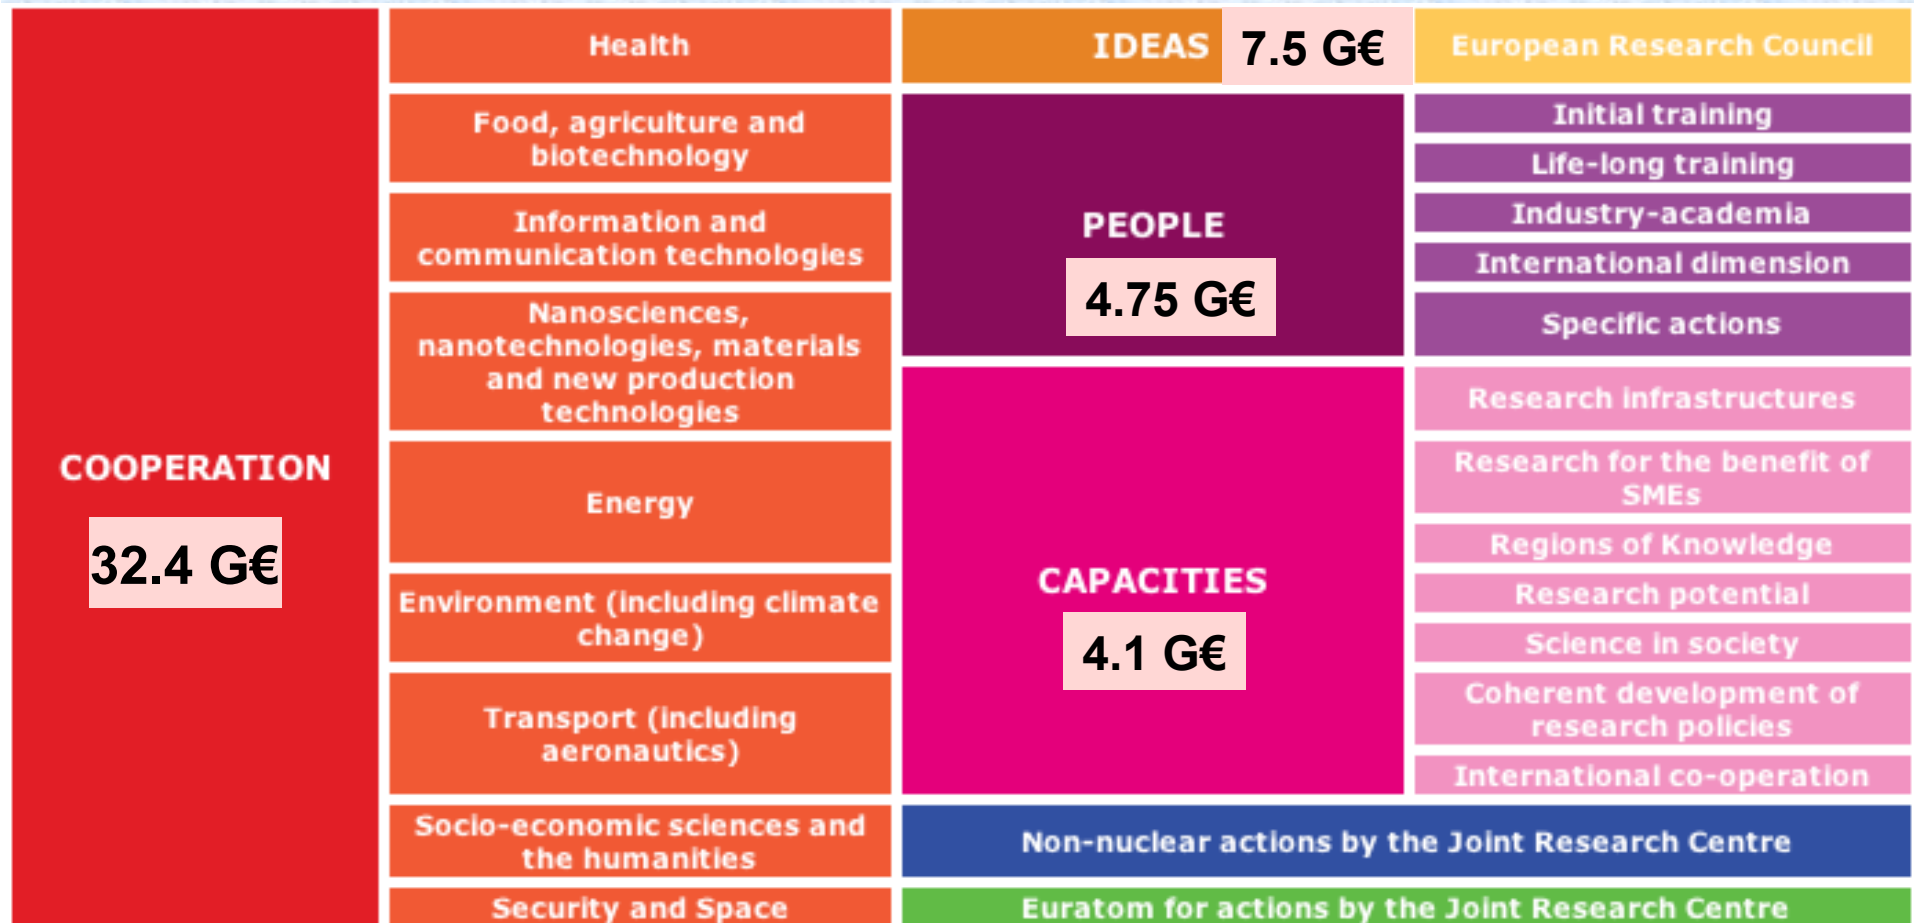 COOPERATION
32.4 G€
Health
Food, agriculture and
biotechnology
Information and
communication technologies
Nanosciences,
nanotechnologies, materials
and new production
technologies
Energy
Environment (including climate
change)
Transport (including
aeronautics)
Socio-economic sciences and
the humanities
Security and Space
IDEAS 7.5 G€
European Research Council
PEOPLE
4.75 G€
Initial training
Life-long training
Industry-academia
International dimension
Specific actions
CAPACITIES
4.1 G€
Research infrastructures
Research for the benefit of
SMEs
Regions of Knowledge
Research potential
Science in society
Coherent development of
research policies
International co-operation
Non-nuclear actions by the Joint Research Centre
Euratom for actions by the Joint Research Centre